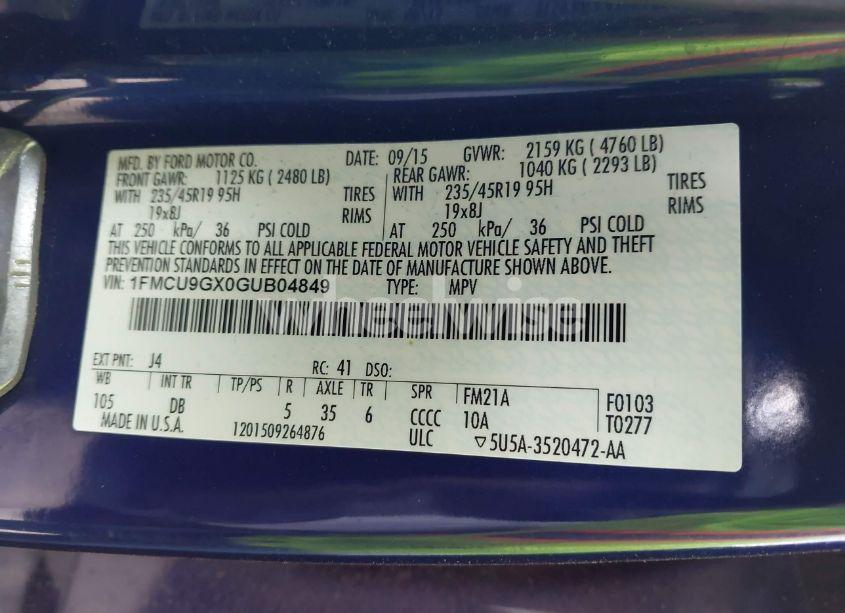 MFD. BY FORD MOTOR CO. DATE: 09/15 GVWR: 2159 KG ( 4760 LB)
FRONT GAWR: 1125 KG ( 2480 LB) REAR GAWR: 1040 KG ( 2293 LB)
WITH 235/45R19 95H TIRES WITH 235/45R19 95H TIRES
19x8J RIMS 19x8J RIMS
AT 250 kPa/ 36 PSI COLD AT 250 kPa/ 36 PSI COLD
THIS VEHICLE CONFORMS TO ALL APPLICABLE FEDERAL MOTOR VEHICLE SAFETY AND THEFT
PREVENTION STANDARDS IN EFFECT ON THE DATE OF MANUFACTURE SHOWN ABOVE.
VIN: 1FMCU9GX0GUB04849 TYPE: MPV
wheelwise
EXT PNT: J4 RC: 41 DSO:
WB INT TR TP/PS R AXLE TR SPR FM21A F0103
105 DB 5 35 6 CCCC 10A T0277
MADE IN U.S.A. 1201509264876 ULC ▽5U5A-3520472-AA